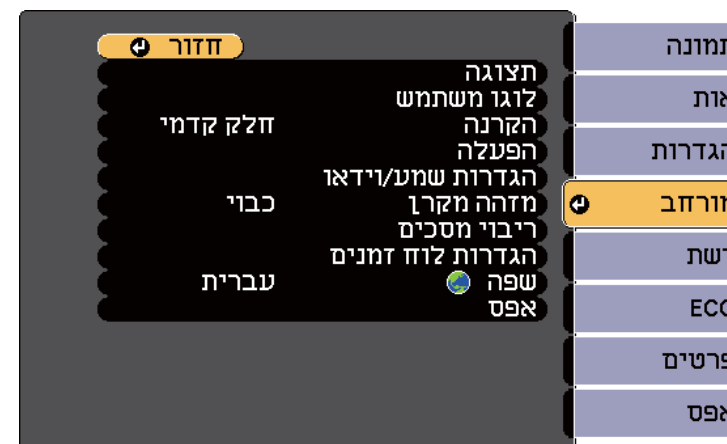 חזור
תצוגה
לוגו משתמש
הקרנה חלק קדמי
הפעלה
הגדרות שמע/וידאו
מזהה מקרן כבוי
ריבוי מסכים
הגדרות לוח זמנים
שפה עברית
אפס
תמונה
אות
הגדרות
מורחב
רשת
ECO
פרטים
אפס